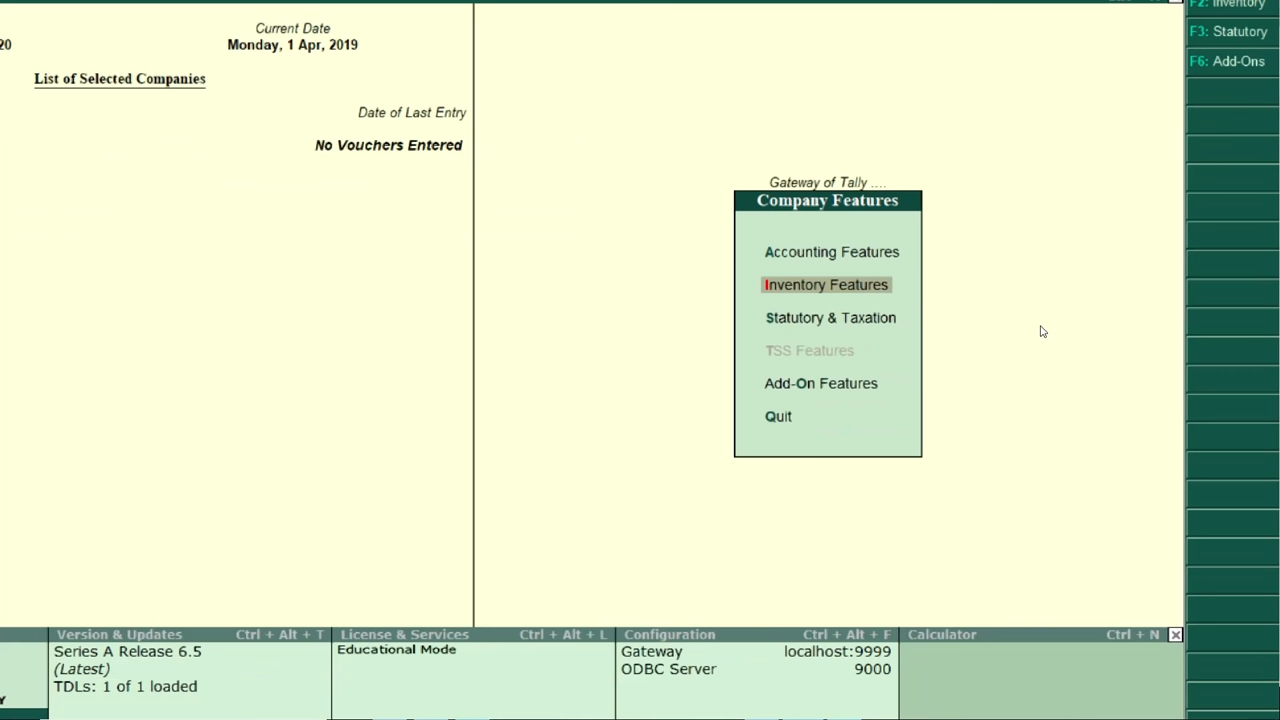 F2: Inventory
Current Date
20
Monday, 1 Apr, 2019
F3: Statutory
F6: Add-Ons
List of Selected Companies
Date of Last Entry
No Vouchers Entered
Gateway of Tally ....
Company Features
Accounting Features
Inventory Features
Statutory & Taxation
TSS Features
Add-On Features
Quit
Version & Updates Ctrl + Alt + T
Series A Release 6.5
(Latest)
TDLs: 1 of 1 loaded
License & Services Ctrl + Alt + L
Educational Mode
Configuration Ctrl + Alt + F
Gateway localhost:9999
ODBC Server 9000
Calculator Ctrl + N